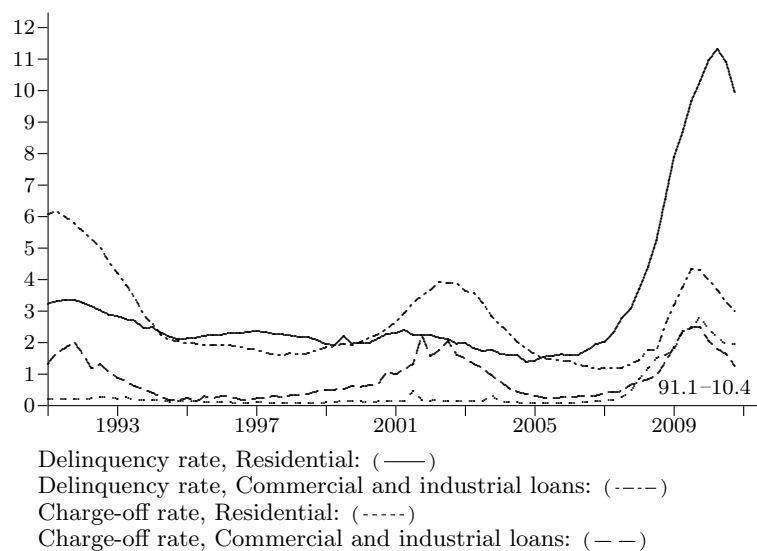 12
11
10
9
8
7
6
5
4
3
2
1
0
91.1–10.4
1993 1997 2001 2005 2009
Delinquency rate, Residential: (——)
Delinquency rate, Commercial and industrial loans: (·–·–·)
Charge-off rate, Residential: (-----)
Charge-off rate, Commercial and industrial loans: (– –)